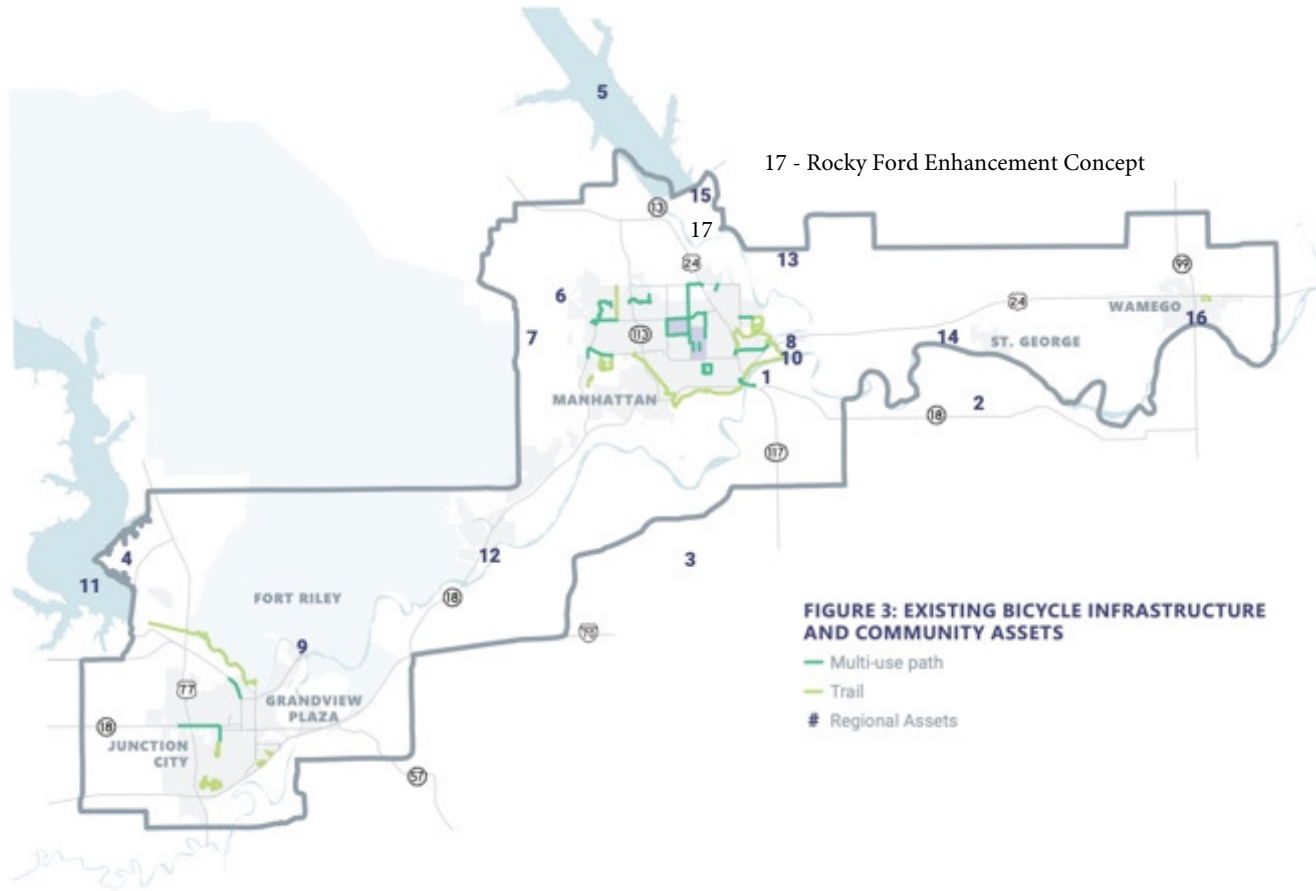 5
17 - Rocky Ford Enhancement Concept
15
13
17
13
24
99
6
24
WAMEGO
16
7
113
8
14
ST. GEORGE
10
1
MANHATTAN
2
18
117
4
12
3
11
FORT RILEY
18
FIGURE 3: EXISTING BICYCLE INFRASTRUCTURE
AND COMMUNITY ASSETS
70
9
Multi-use path
77
Trail
GRANDVIEW
PLAZA
# Regional Assets
18
JUNCTION
CITY
57